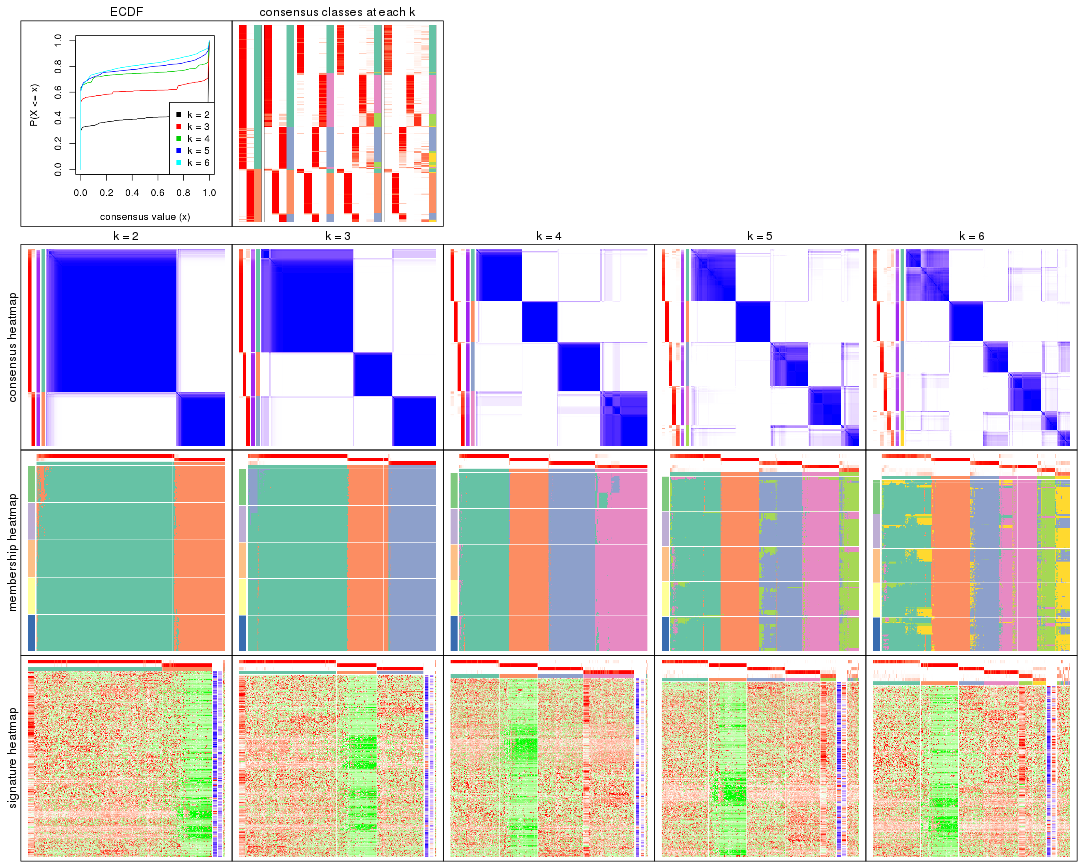 ECDF
consensus classes at each k
P(X <= x)
0.0 0.2 0.4 0.6 0.8 1.0
k = 2
k = 3
k = 4
k = 5
k = 6
0.0 0.2 0.4 0.6 0.8 1.0
consensus value (x)
k = 2
k = 3
k = 4
k = 5
k = 6
consensus heatmap
membership heatmap
signature heatmap